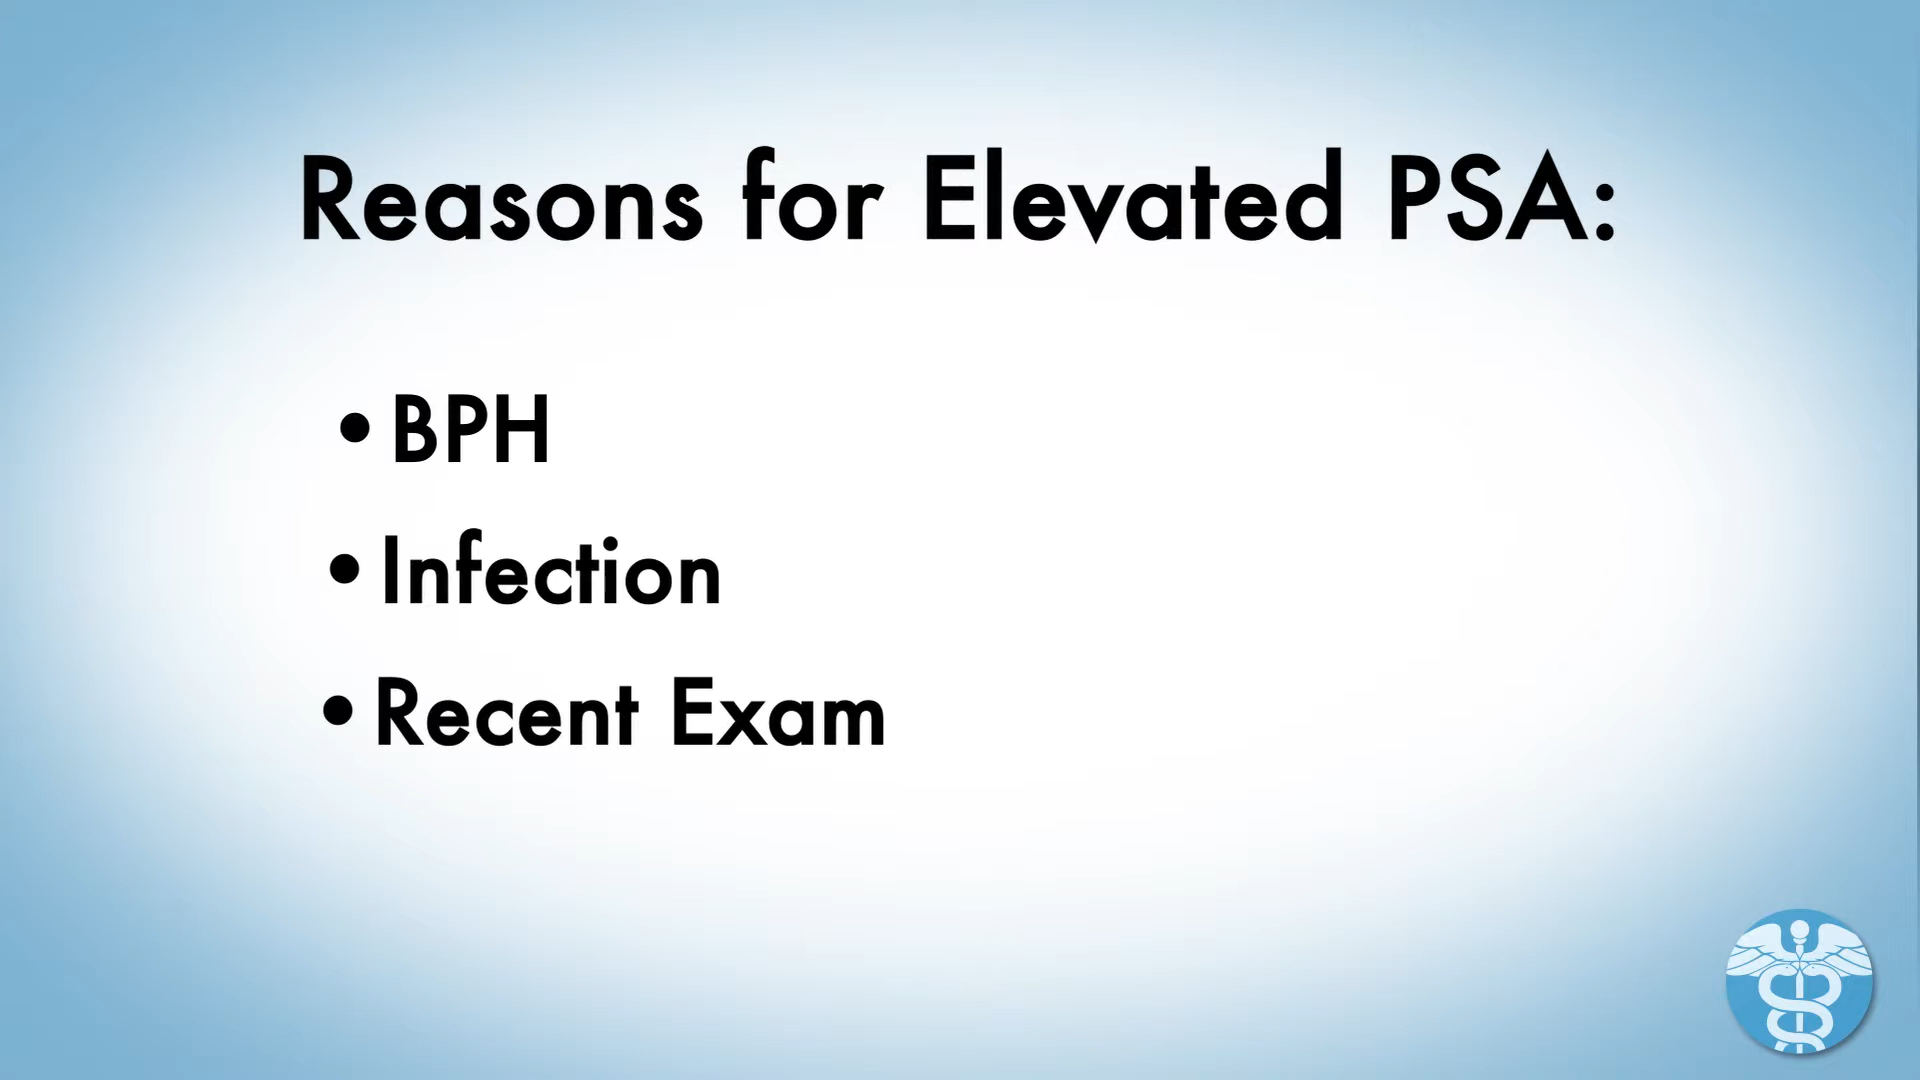 Reasons for Elevated PSA:
•BPH
•Infection
•Recent Exam